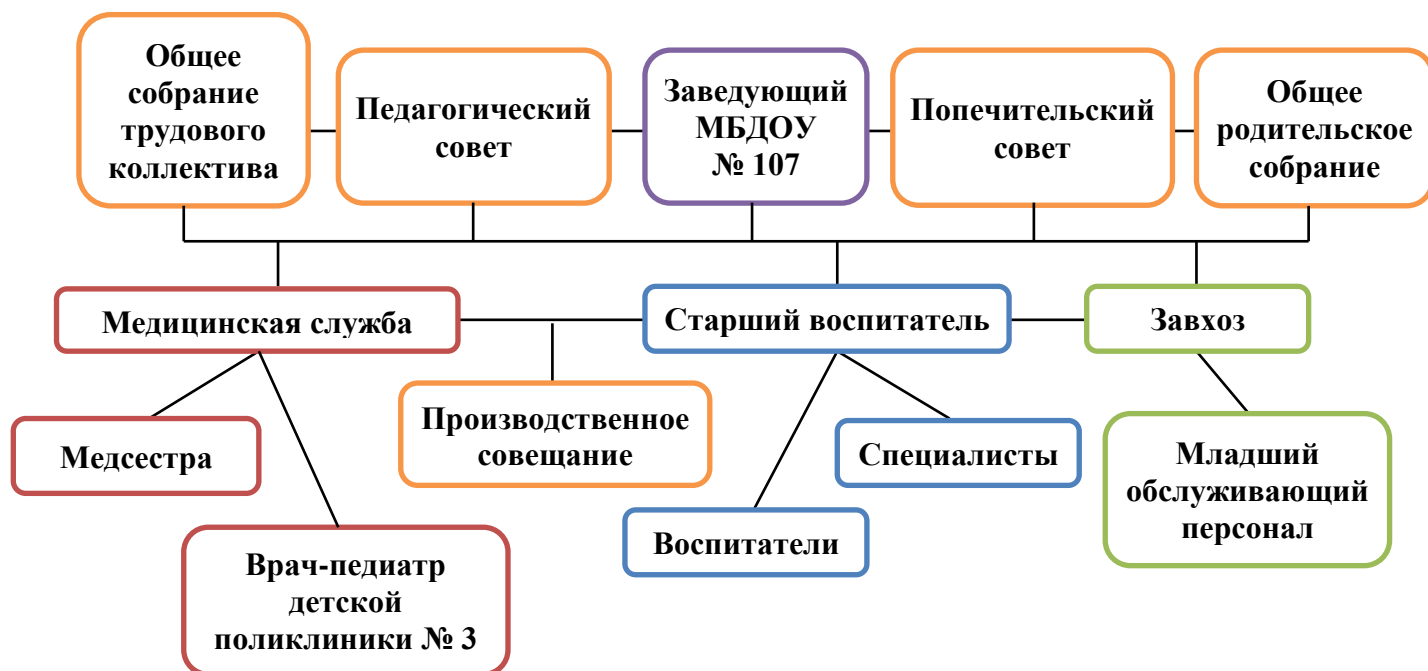 Общее
собрание
трудового
коллектива
Педагогический
совет
Заведующий
МБДОУ
№ 107
Попечительский
совет
Общее
родительское
собрание
Медицинская служба
Старший воспитатель
Завхоз
Медсестра
Производственное
совещание
Специалисты
Младший
обслуживающий
персонал
Воспитатели
Врач-педиатр
детской
поликлиники № 3